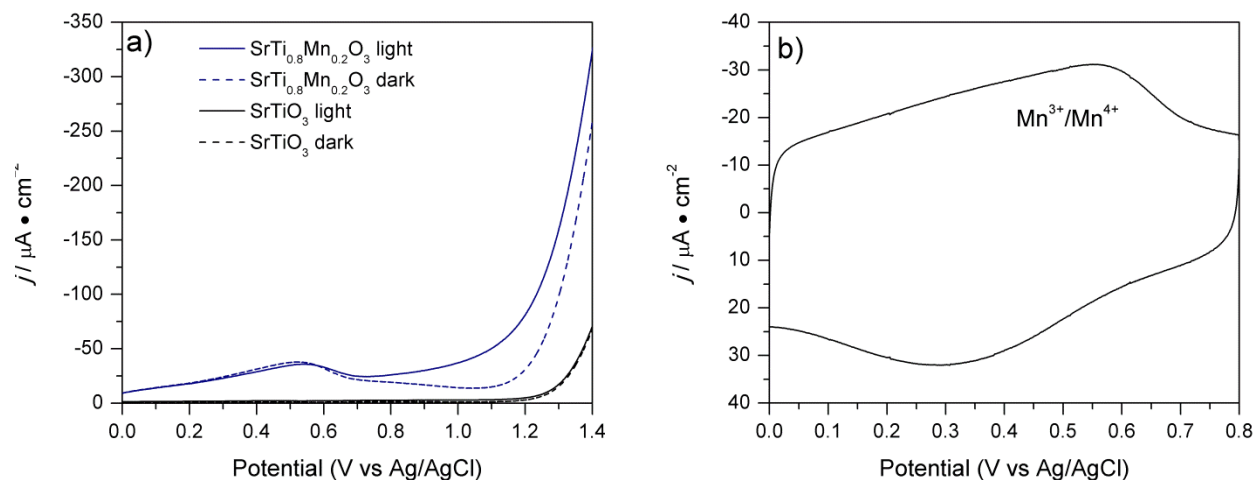 a)
SrTi₀.₈Mn₀.₂O₃ light
SrTi₀.₈Mn₀.₂O₃ dark
SrTiO₃ light
SrTiO₃ dark
-350
-300
-250
-200
-150
-100
-50
0
j / μA • cm⁻²
0.0 0.2 0.4 0.6 0.8 1.0 1.2 1.4
Potential (V vs Ag/AgCl)
b)
Mn³⁺/Mn⁴⁺
-40
-30
-20
-10
0
10
20
30
40
j / μA • cm⁻²
0.0 0.1 0.2 0.3 0.4 0.5 0.6 0.7 0.8
Potential (V vs Ag/AgCl)